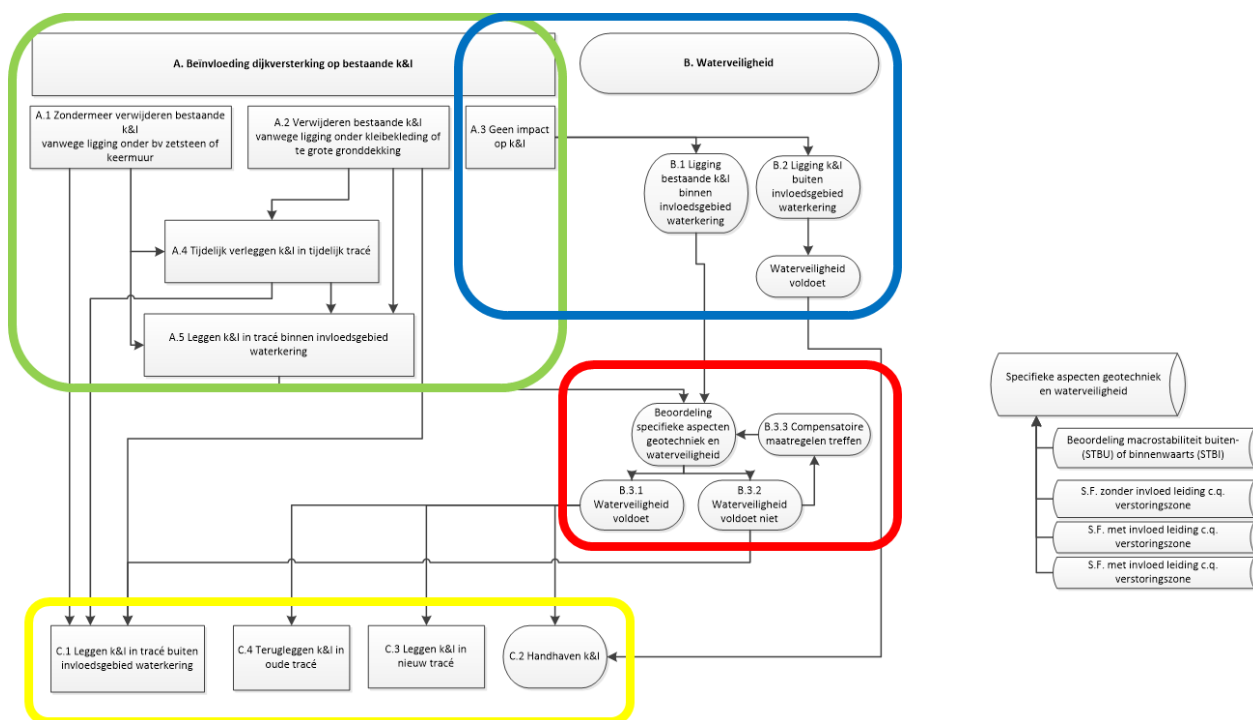 A. Beïnvloeding dijkversterking op bestaande k&I
B. Waterveiligheid
A.1 Zondermeer verwijderen bestaande
k&I
vanwege ligging onder bv zetsteen of
keermuur
A.2 Verwijderen bestaande k&I
vanwege ligging onder kleibekleding of
te grote gronddekking
A.3 Geen impact
op k&I
B.1 Ligging
bestaande k&I
binnen
invloedsgebied
waterkering
B.2 Ligging k&I
buiten
invloedsgebied
waterkering
A.4 Tijdelijk verleggen k&I in tijdelijk tracé
Waterveiligheid
voldoet
A.5 Leggen k&I in tracé binnen invloedsgebied
waterkering
Specifieke aspecten geotechniek
en waterveiligheid
Beoordeling
specifieke aspecten
geotechniek en
waterveiligheid
B.3.3 Compensatoire
maatregelen treffen
Beoordeling macrostabiliteit buiten-
(STBU) of binnenwaarts (STBI)
B.3.1
Waterveiligheid
voldoet
B.3.2
Waterveiligheid
voldoet niet
S.F. zonder invloed leiding c.q.
verstoringszone
S.F. met invloed leiding c.q.
verstoringszone
S.F. met invloed leiding c.q.
verstoringszone
C.1 Leggen k&I in tracé buiten
invloedsgebied waterkering
C.4 Terugleggen k&I in
oude tracé
C.3 Leggen k&I in
nieuw tracé
C.2 Handhaven k&I